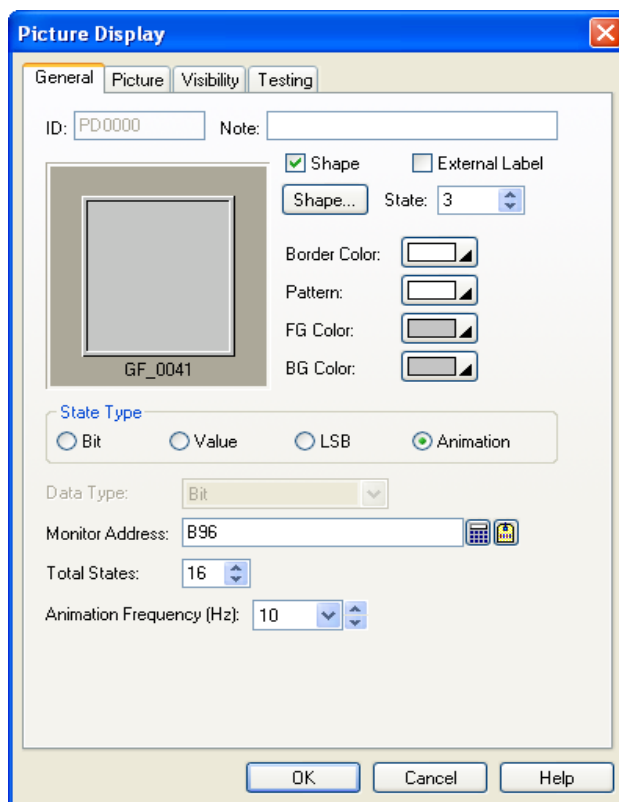 Picture Display
General Picture Visibility Testing
ID: PD0000 Note:
Shape External Label
Shape... State: 3
Border Color:
Pattern:
FG Color:
GF_0041 BG Color:
State Type
Bit Value LSB Animation
Data Type: Bit
Monitor Address: B96
Total States: 16
Animation Frequency (Hz): 10
OK Cancel Help